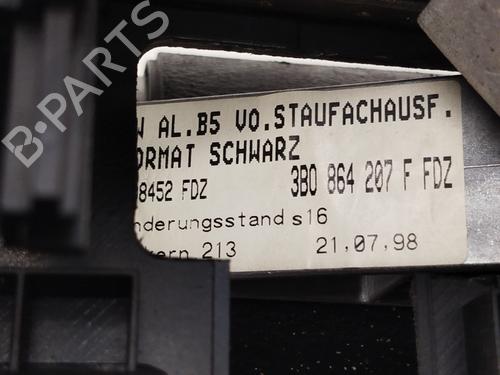 B-PARTS
AL.B5 VO.STAUFACHAUSF.
ORMAT SCHWARZ
8452 FDZ 3B0 864 207 F FDZ
nderungsstand s16
ern 213 21.07.98